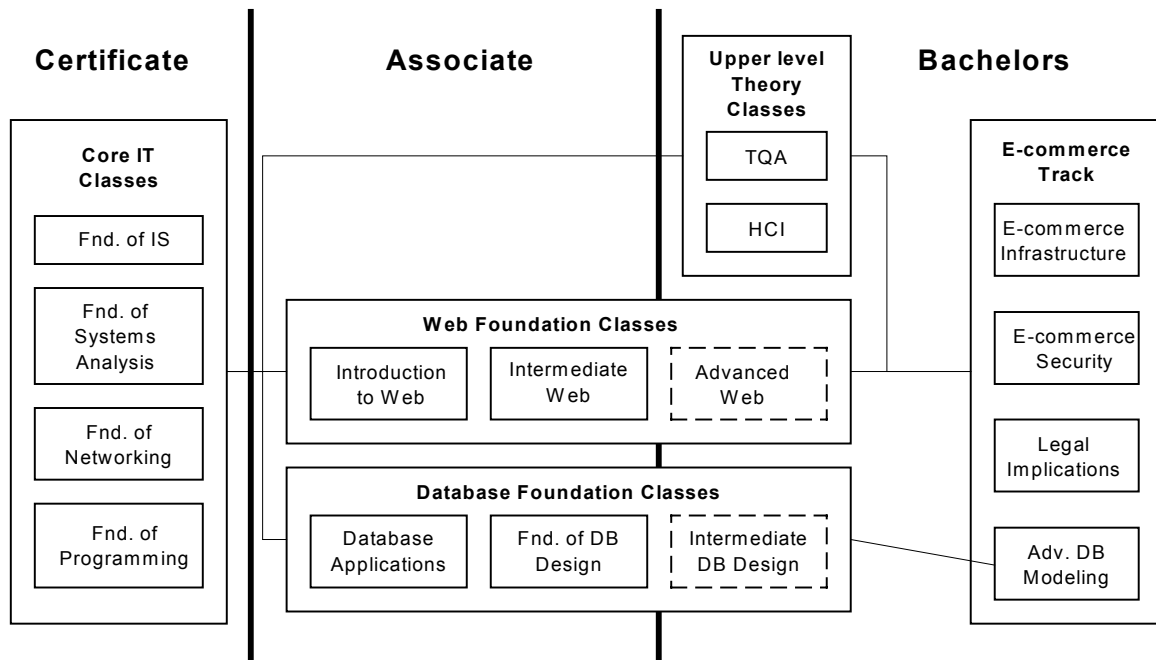 Certificate
Core IT
Classes
Fnd. of IS
Fnd. of
Systems
Analysis
Fnd. of
Networking
Fnd. of
Programming
Associate
Web Foundation Classes
Introduction
to Web
Intermediate
Web
Advanced
Web
Database Foundation Classes
Database
Applications
Fnd. of DB
Design
Intermediate
DB Design
Upper level
Theory
Classes
TQA
HCI
Bachelors
E-commerce
Track
E-commerce
Infrastructure
E-commerce
Security
Legal
Implications
Adv. DB
Modeling